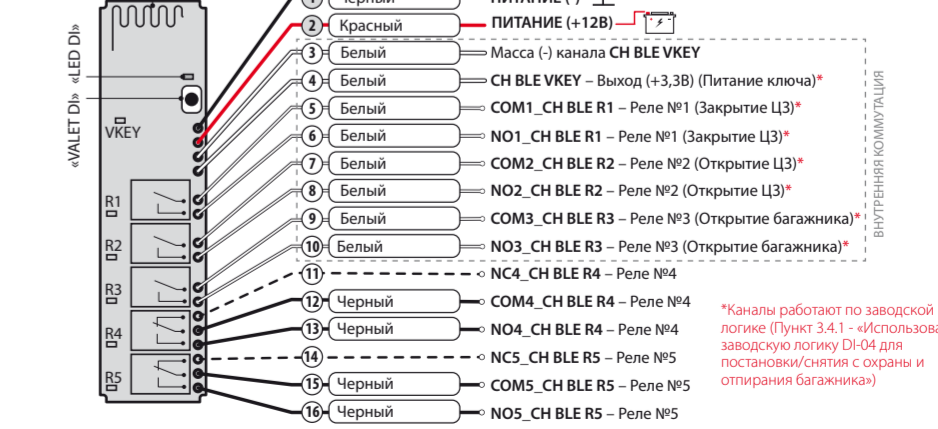 1 Черный ПИТАНИЕ (-)
2 Красный ПИТАНИЕ (+12В)
3 Белый Масса (-) канала CH BLE VKEY
4 Белый CH BLE VKEY – Выход (+3,3В) (Питание ключа)*
5 Белый COM1_CH BLE R1 – Реле №1 (Закрытие ЦЗ)*
6 Белый NO1_CH BLE R1 – Реле №1 (Закрытие ЦЗ)*
7 Белый COM2_CH BLE R2 – Реле №2 (Открытие ЦЗ)*
8 Белый NO2_CH BLE R2 – Реле №2 (Открытие ЦЗ)*
9 Белый COM3_CH BLE R3 – Реле №3 (Открытие багажника)*
10 Белый NO3_CH BLE R3 – Реле №3 (Открытие багажника)*
11 NC4_CH BLE R4 – Реле №4
12 Черный COM4_CH BLE R4 – Реле №4
13 Черный NO4_CH BLE R4 – Реле №4
14 NC5_CH BLE R5 – Реле №5
15 Черный COM5_CH BLE R5 – Реле №5
16 Черный NO5_CH BLE R5 – Реле №5
«LED DI»
«VALET DI»
VKEY
R1
R2
R3
R4
R5
ВНУТРЕННЯЯ КОММУТАЦИЯ
*Каналы работают по заводской
логике (Пункт 3.4.1 - «Использова
заводскую логику DI-04 для
постановки/снятия с охраны и
отпирания багажника»)